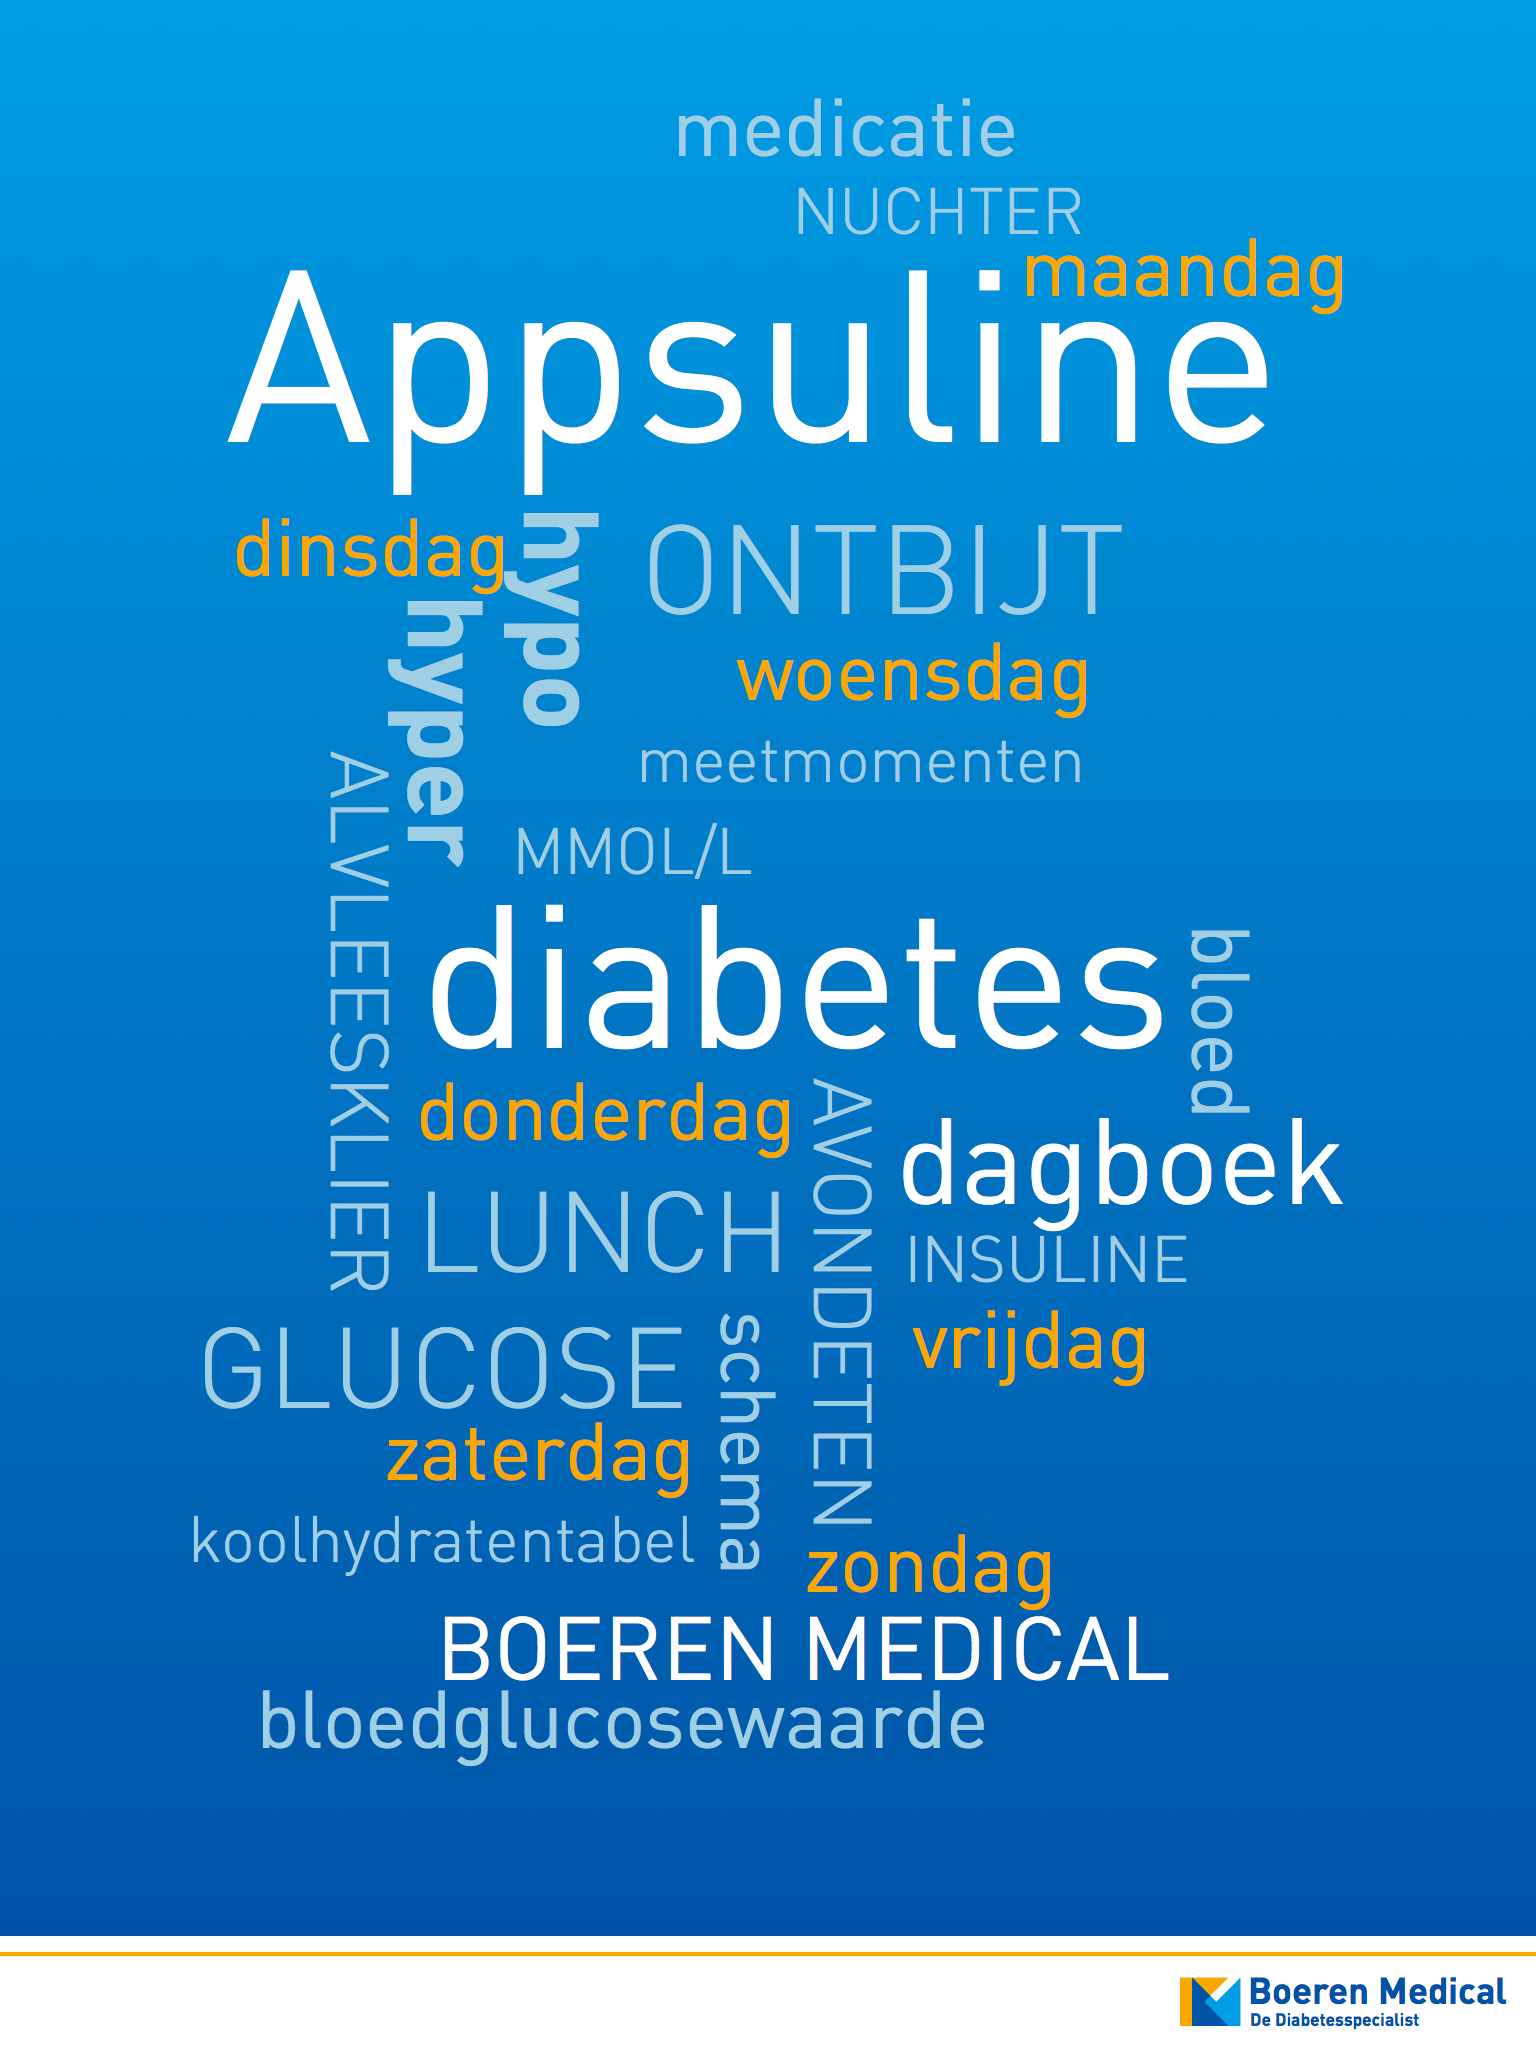 medicatie
NUCHTER
maandag
Appsuline
dinsdag
hypo
ONTBIJT
hyper
woensdag
meetmomenten
ALVLEESKLIER
MMOL/L
diabetes
bloed
donderdag
AVONDETEN
dagboek
LUNCH
INSULINE
vrijdag
GLUCOSE
schema
zaterdag
koolhydratentabel
zondag
BOEREN MEDICAL
bloedglucosewaarde
Boeren Medical
De Diabetesspecialist